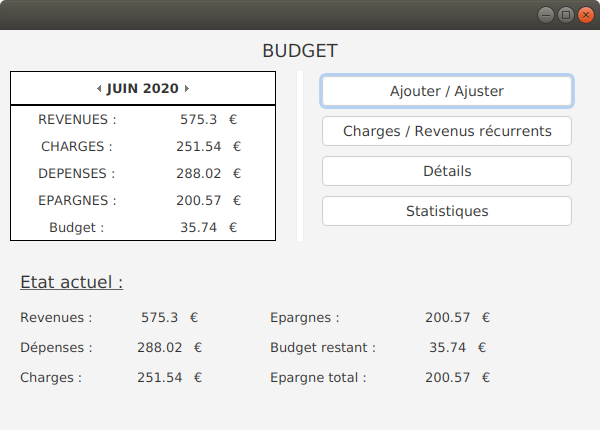 BUDGET
JUIN 2020
REVENUES : 575.3 €
CHARGES : 251.54 €
DEPENSES : 288.02 €
EPARGNES : 200.57 €
Budget : 35.74 €
Ajouter / Ajuster
Charges / Revenus récurrents
Détails
Statistiques
Etat actuel :
Revenues : 575.3 € Epargnes : 200.57 €
Dépenses : 288.02 € Budget restant : 35.74 €
Charges : 251.54 € Epargne total : 200.57 €